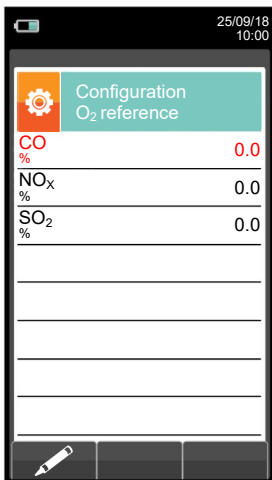 25/09/18
10:00
Configuration
O₂ reference
CO
% 0.0
NOx
% 0.0
SO₂
% 0.0